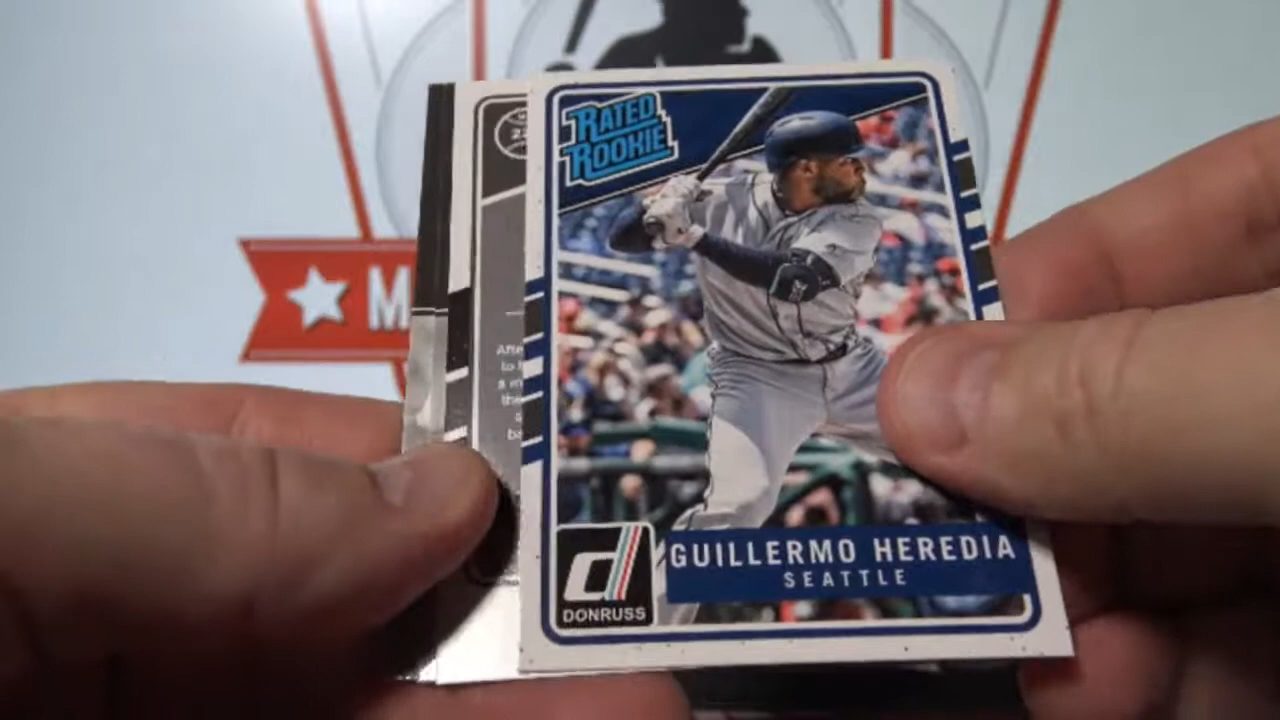 M
RATED
ROOKIE
GUILLERMO HEREDIA
SEATTLE
DONRUSS